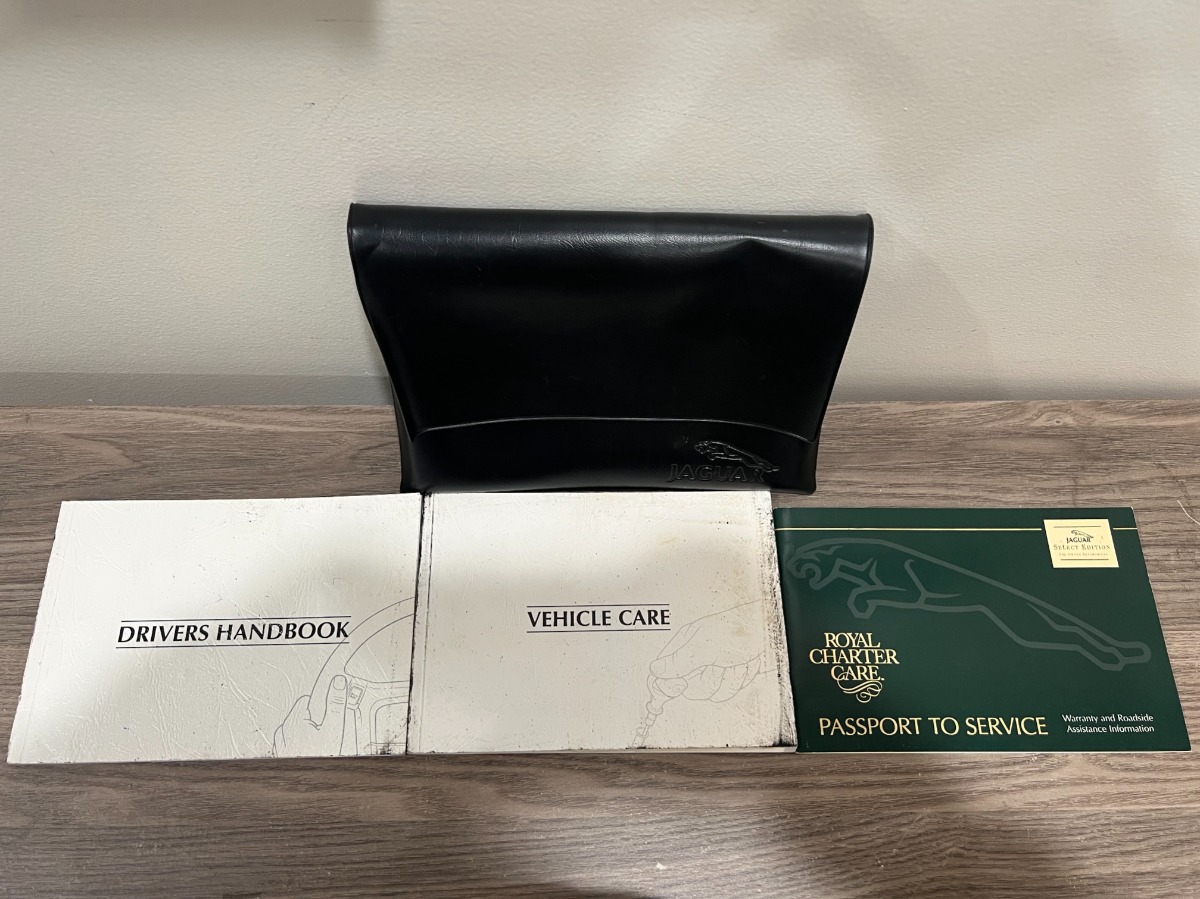 JAGUAR
DRIVERS HANDBOOK
VEHICLE CARE
JAGUAR
SELECT EDITION
ROYAL
CHARTER
CARE.
PASSPORT TO SERVICE
Warranty and Roadside
Assistance Information